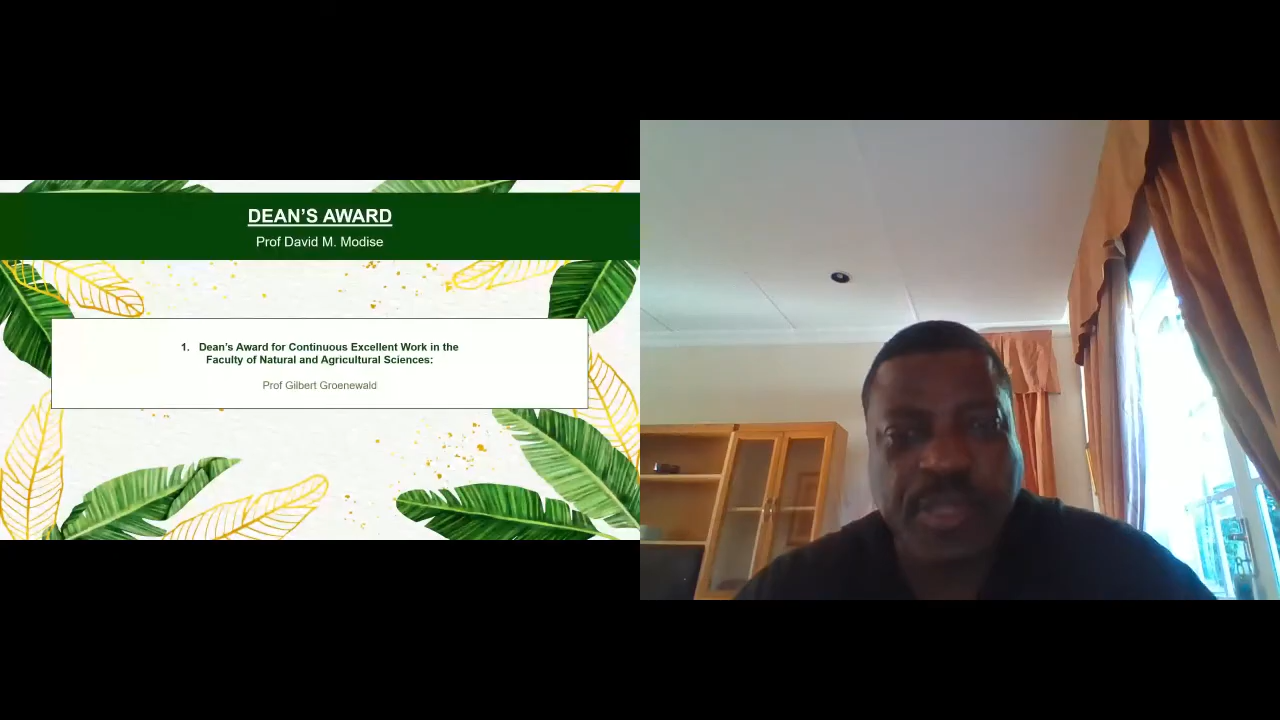 DEAN'S AWARD
Prof David M. Modise
1. Dean's Award for Continuous Excellent Work in the
Faculty of Natural and Agricultural Sciences:
Prof Gilbert Groenewald